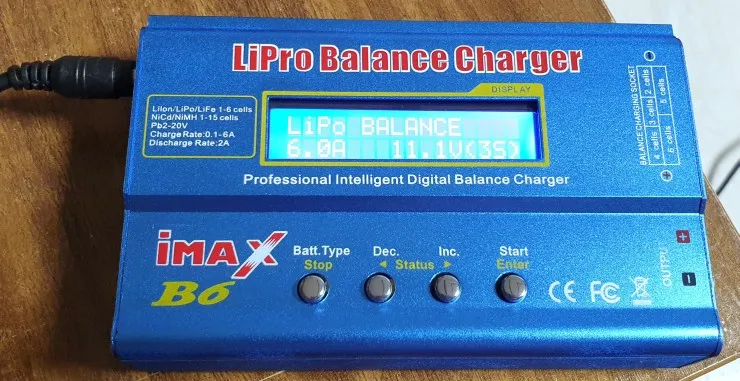 LiPro Balance Charger
DISPLAY
LiIon/LiPo/LiFe 1-6 cells
NiCd/NiMH 1-15 cells
Pb2-20V
Charge Rate:0.1-6A
Discharge Rate:2A
LiPo BALANCE
6.0A 11.1V(3S)
Professional Intelligent Digital Balance Charger
BALANCE CHARGING SOCKET
2 cells
3 cells
4 cells
5 cells
6 cells
iMAX
B6
Batt.Type
Stop
Dec.
Inc.
◄ Status ►
Start
Enter
CE FC
OUTPU
+
-